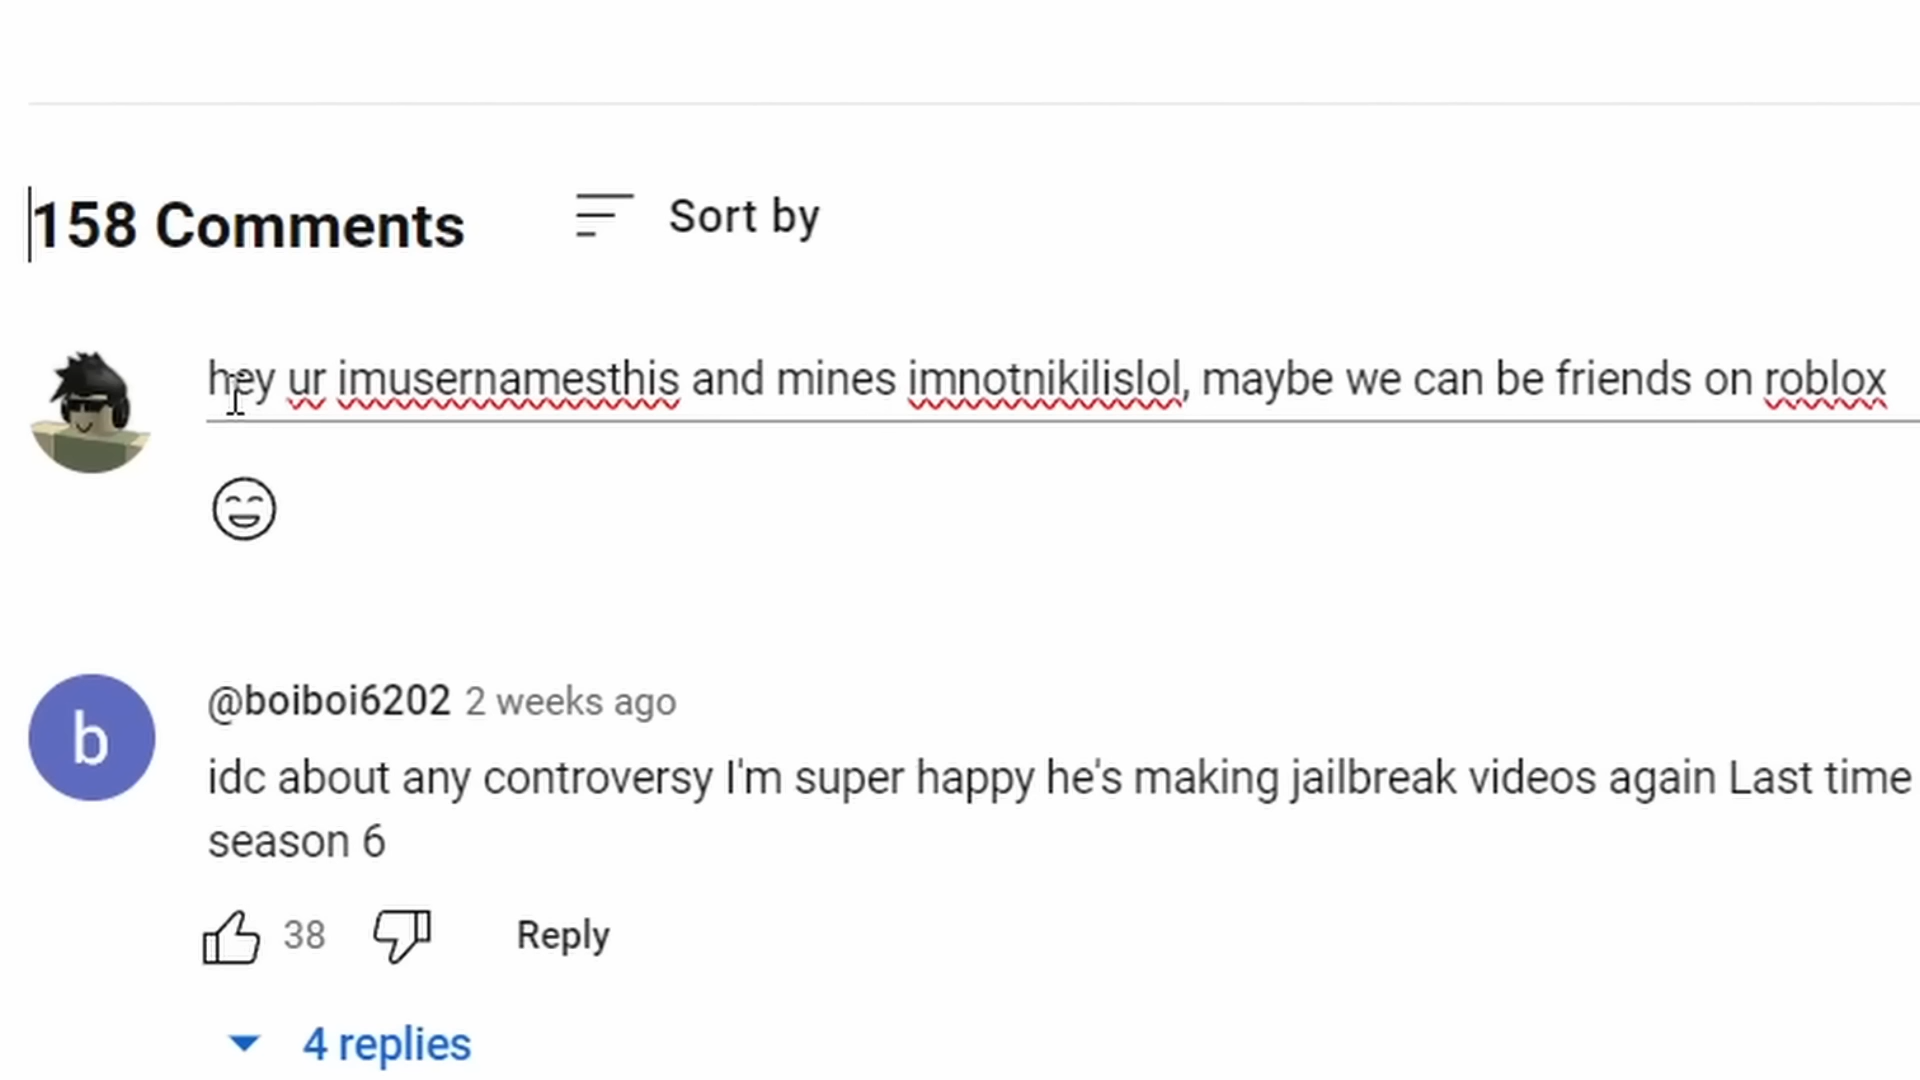 158 Comments
Sort by
hey ur imusernamesthis and mines imnotnikilislol, maybe we can be friends on roblox
b
@boiboi6202 2 weeks ago
idc about any controversy I'm super happy he's making jailbreak videos again Last time
season 6
38
Reply
4 replies